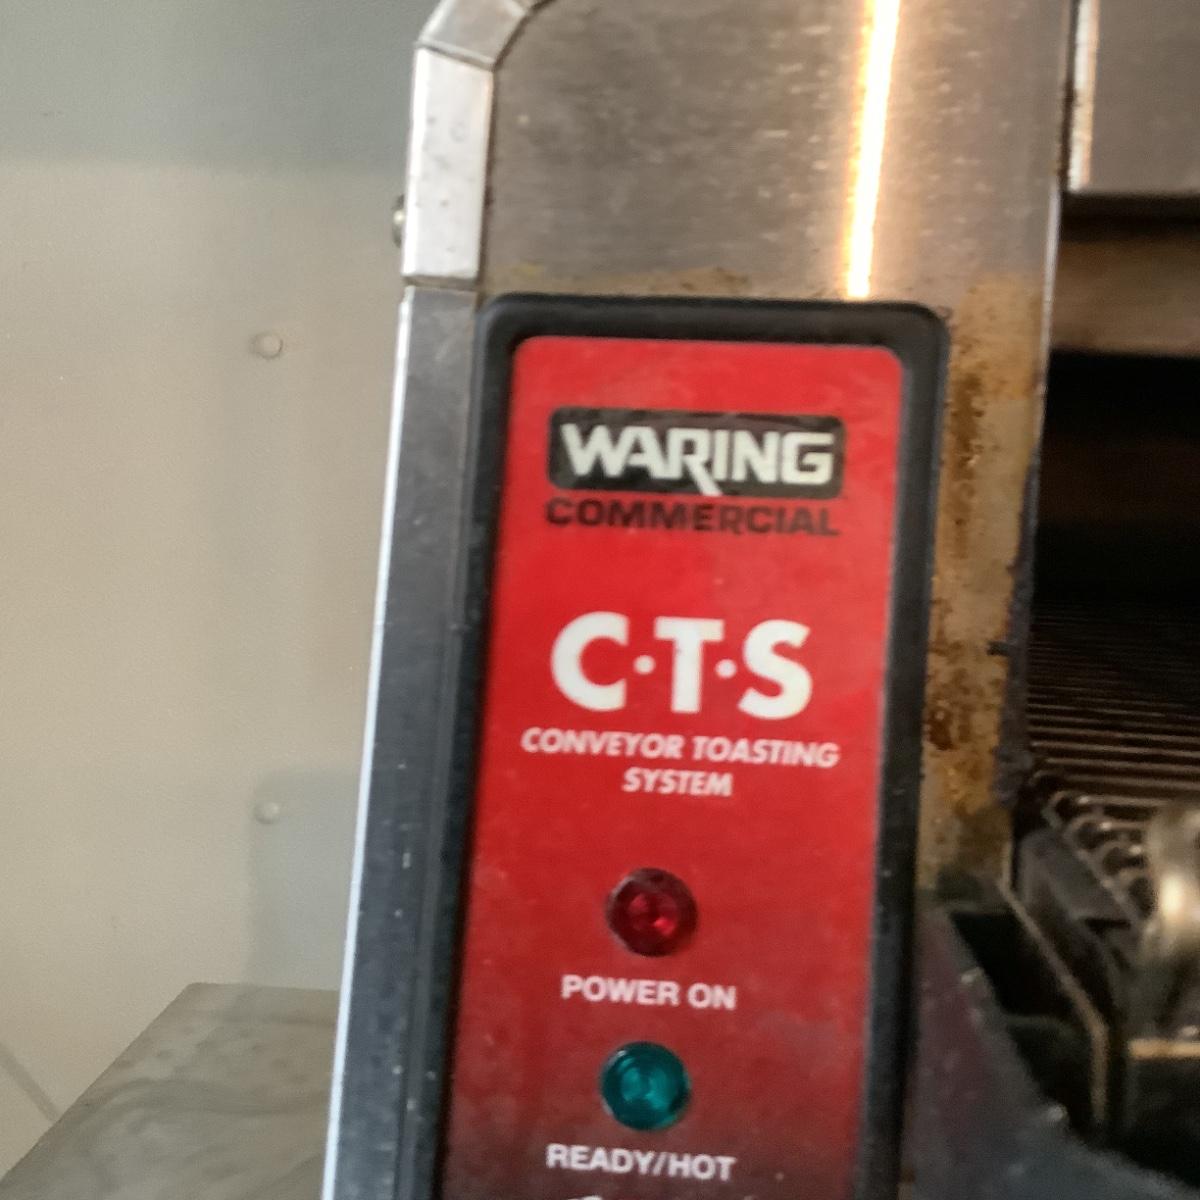 WARING
COMMERCIAL
C·T·S
CONVEYOR TOASTING
SYSTEM
POWER ON
READY/HOT